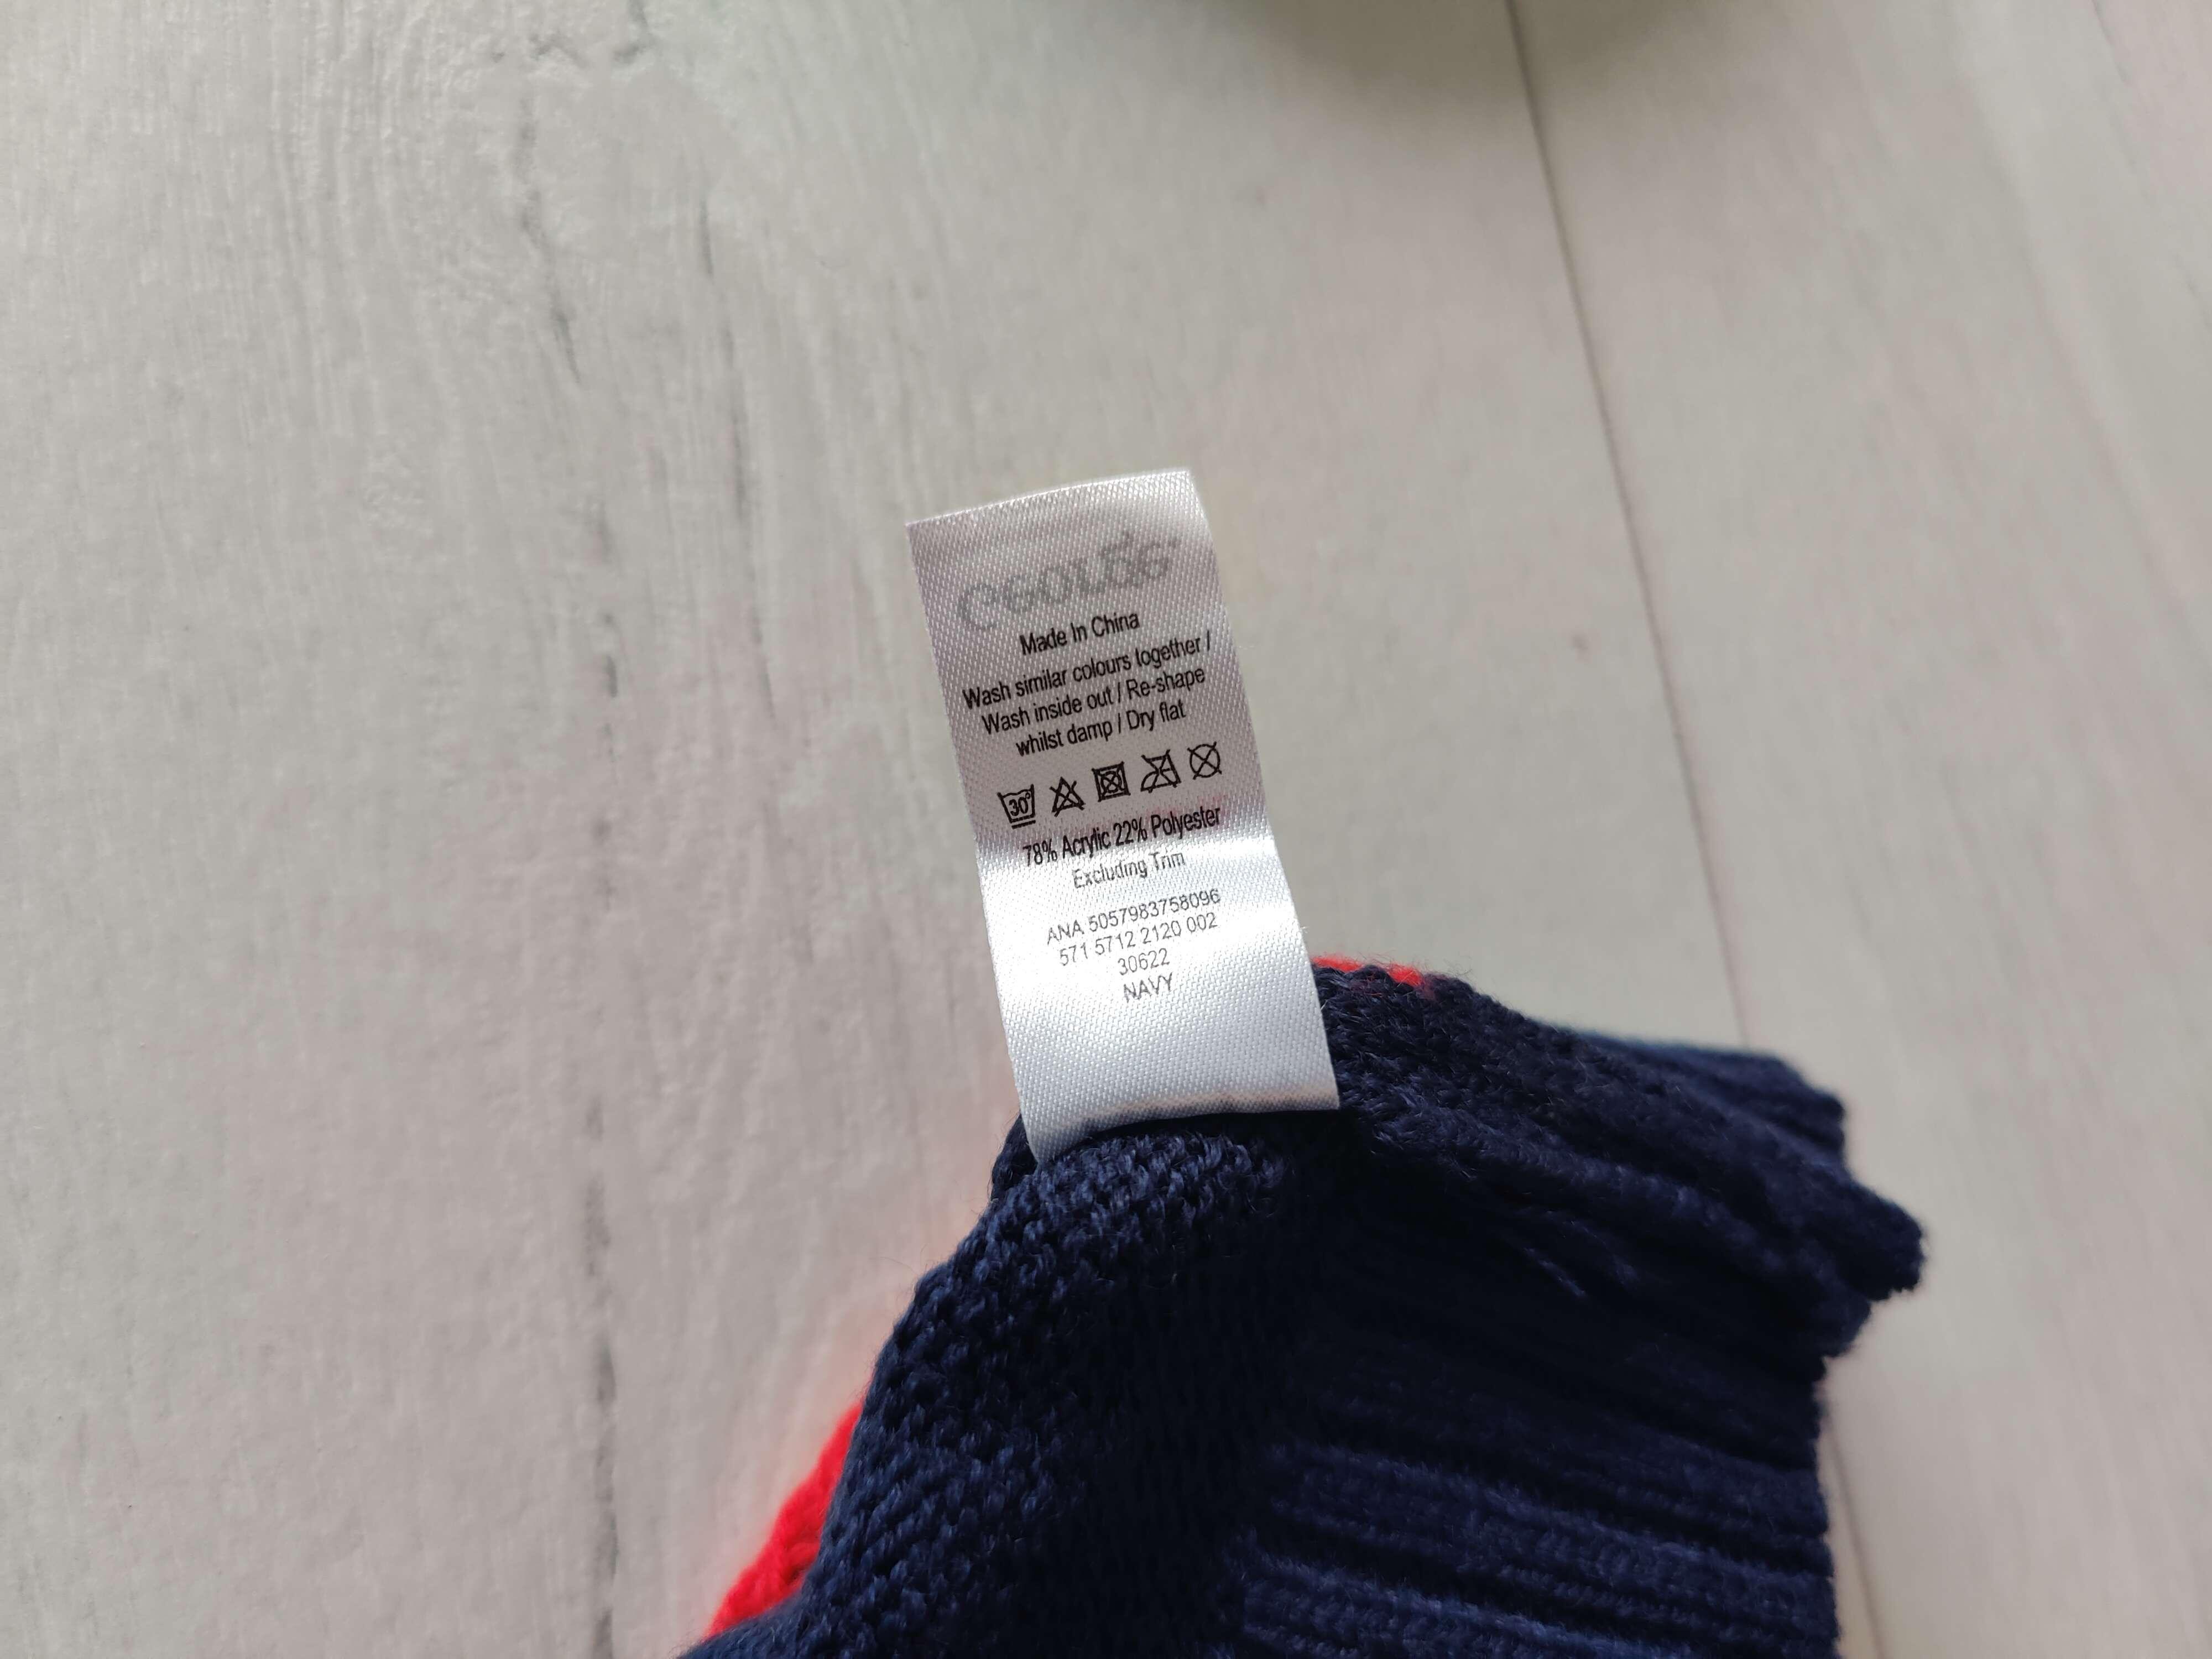 Made In China
Wash similar colours together /
Wash inside out / Re-shape
whilst damp / Dry flat
30°
78% Acrylic 22% Polyester
Excluding Trim
ANA 5057983758096
571 5712 2120 002
30622
NAVY